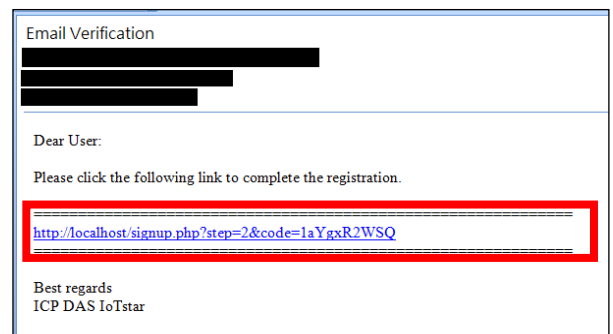 Email Verification
Dear User:
Please click the following link to complete the registration.
==============================================================
http://localhost/signup.php?step=2&code=1aYgxR2WSQ
==============================================================
Best regards
ICP DAS IoTstar